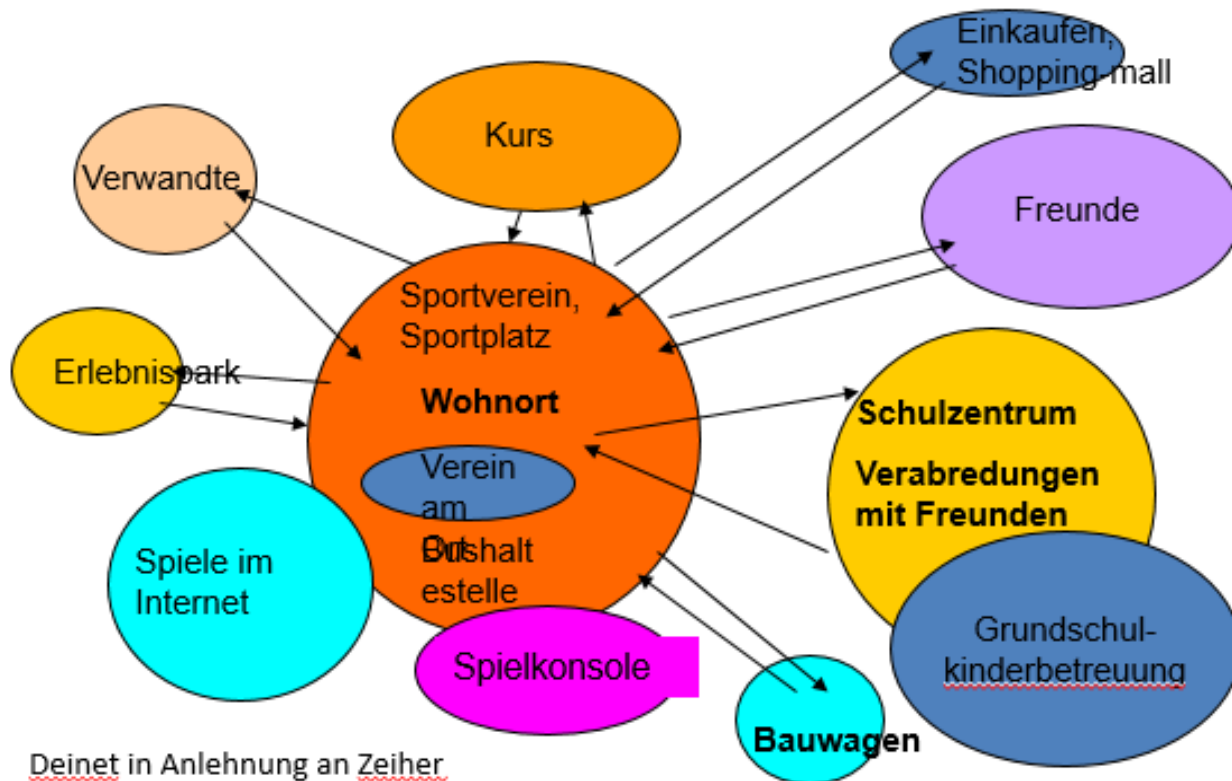 Einkaufen,
Shopping-mall
Kurs
Verwandte
Freunde
Sportverein,
Sportplatz
Erlebnispark
Wohnort
Schulzentrum
Verein
am
Ort
Verabredungen
mit Freunden
Bushalt
estelle
Spiele im
Internet
Grundschul-
kinderbetreuung
Spielkonsole
Bauwagen
Deinet in Anlehnung an Zeiher